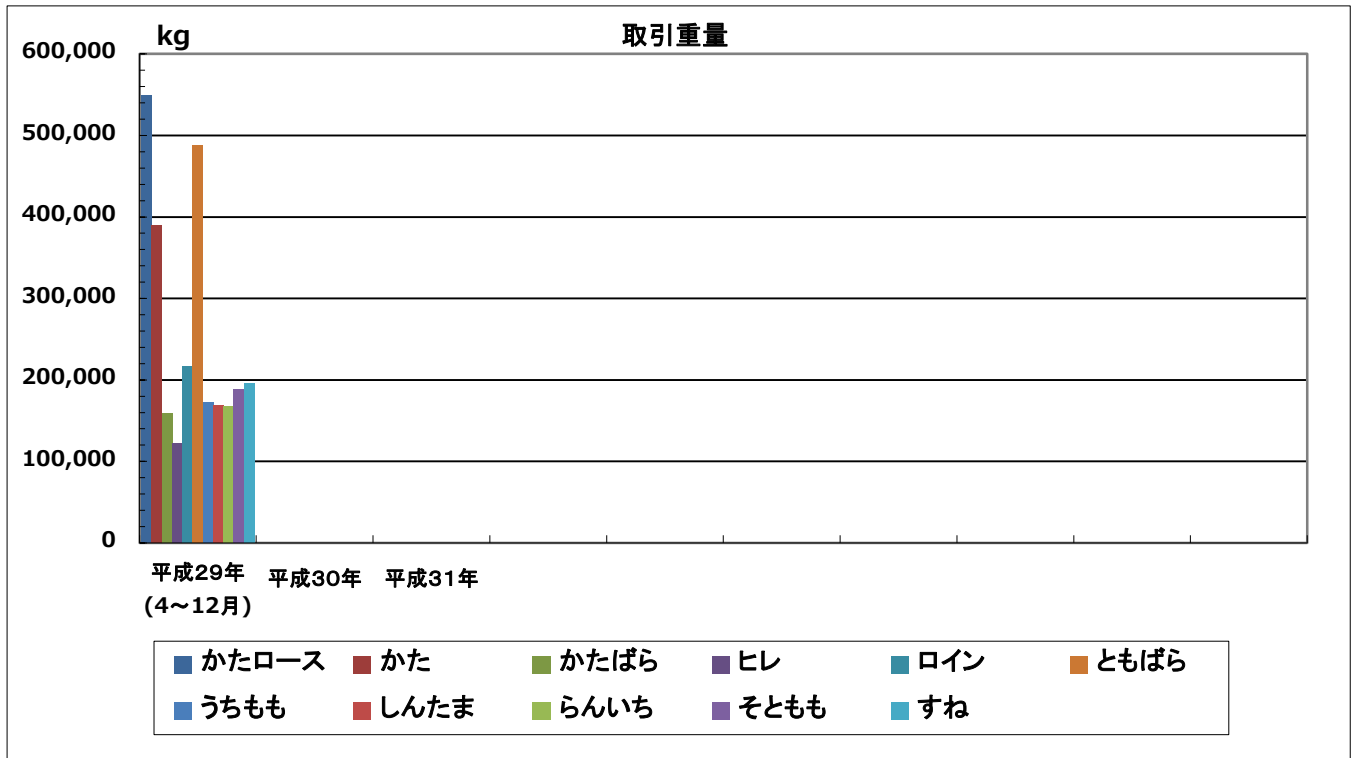 取引重量
kg
600,000
500,000
400,000
300,000
200,000
100,000
0
平成29年 平成30年 平成31年
(4～12月)
かたロース かた かたばら ヒレ ロイン ともばら
うちもも しんたま らんいち そともも すね